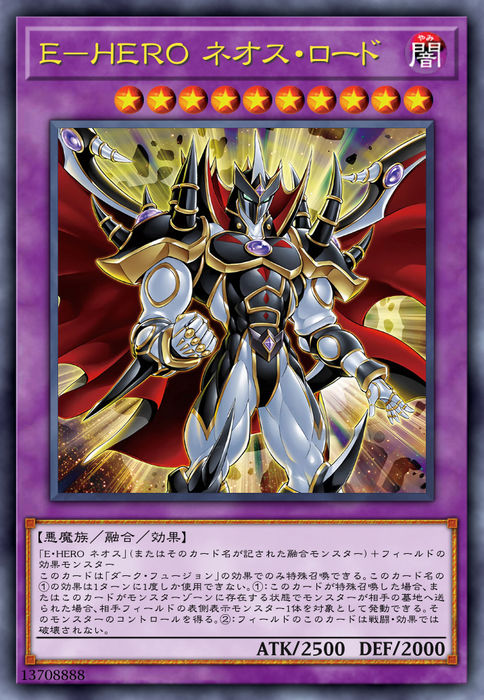 E－HERO ネオス・ロード
やみ
闇
【悪魔族／融合／効果】
「E・HERO ネオス」(またはそのカード名が記された融合モンスター)＋フィールドの
効果モンスター
このカードは「ダーク・フュージョン」の効果でのみ特殊召喚できる。このカード名の
①の効果は1ターンに1度しか使用できない。①：このカードが特殊召喚した場合、ま
たはこのカードがモンスターゾーンに存在する状態でモンスターが相手の墓地へ送
られた場合、相手フィールドの表側表示モンスター1体を対象として発動できる。そ
のモンスターのコントロールを得る。②：フィールドのこのカードは戦闘・効果では
破壊されない。
ATK/2500 DEF/2000
13708888